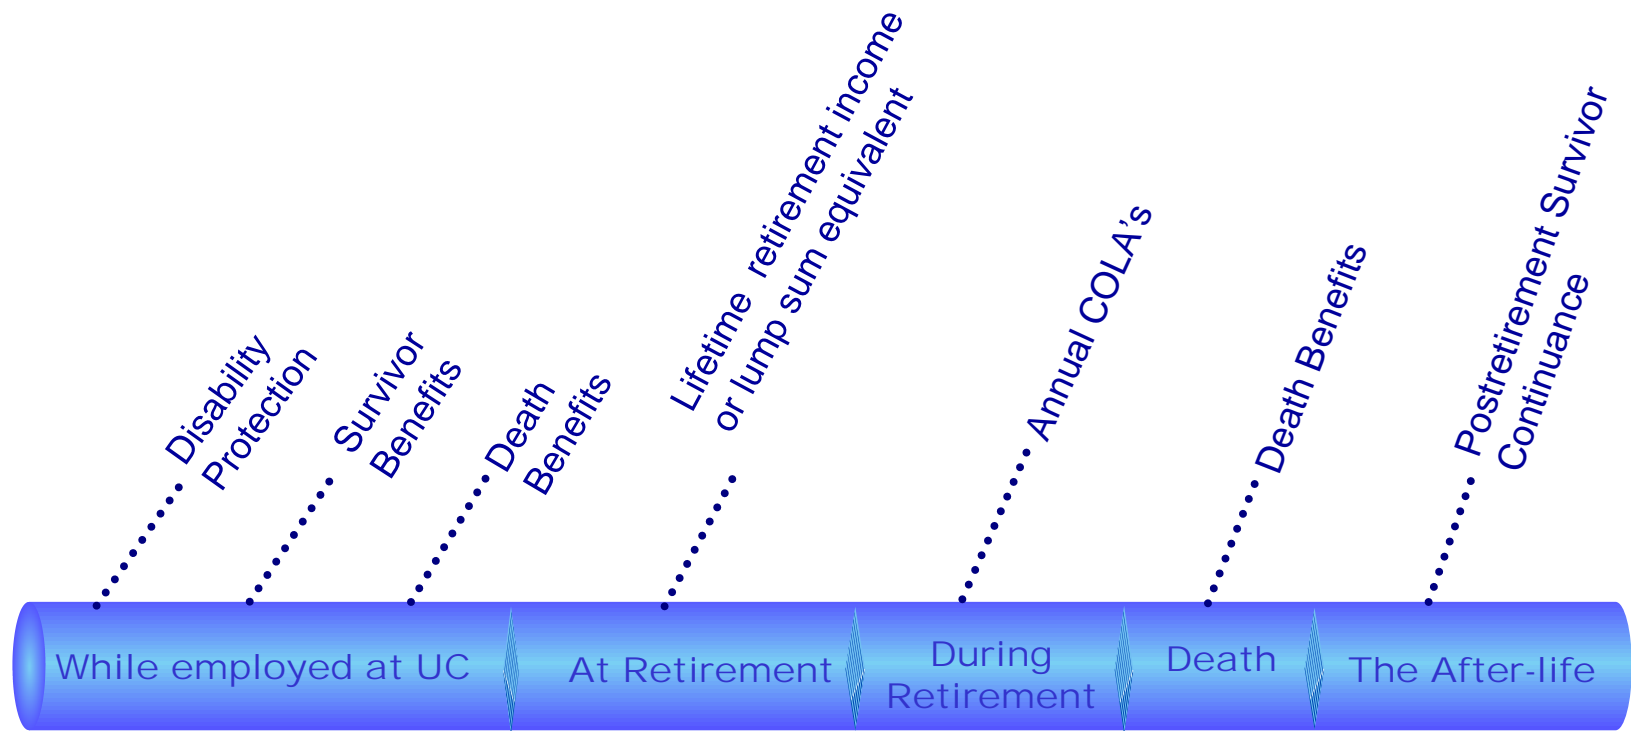 Disability
Protection
Survivor
Benefits
Death
Benefits
Lifetime retirement income
or lump sum equivalent
Annual COLA's
Death Benefits
Postretirement Survivor
Continuance
While employed at UC
At Retirement
During
Retirement
Death
The After-life